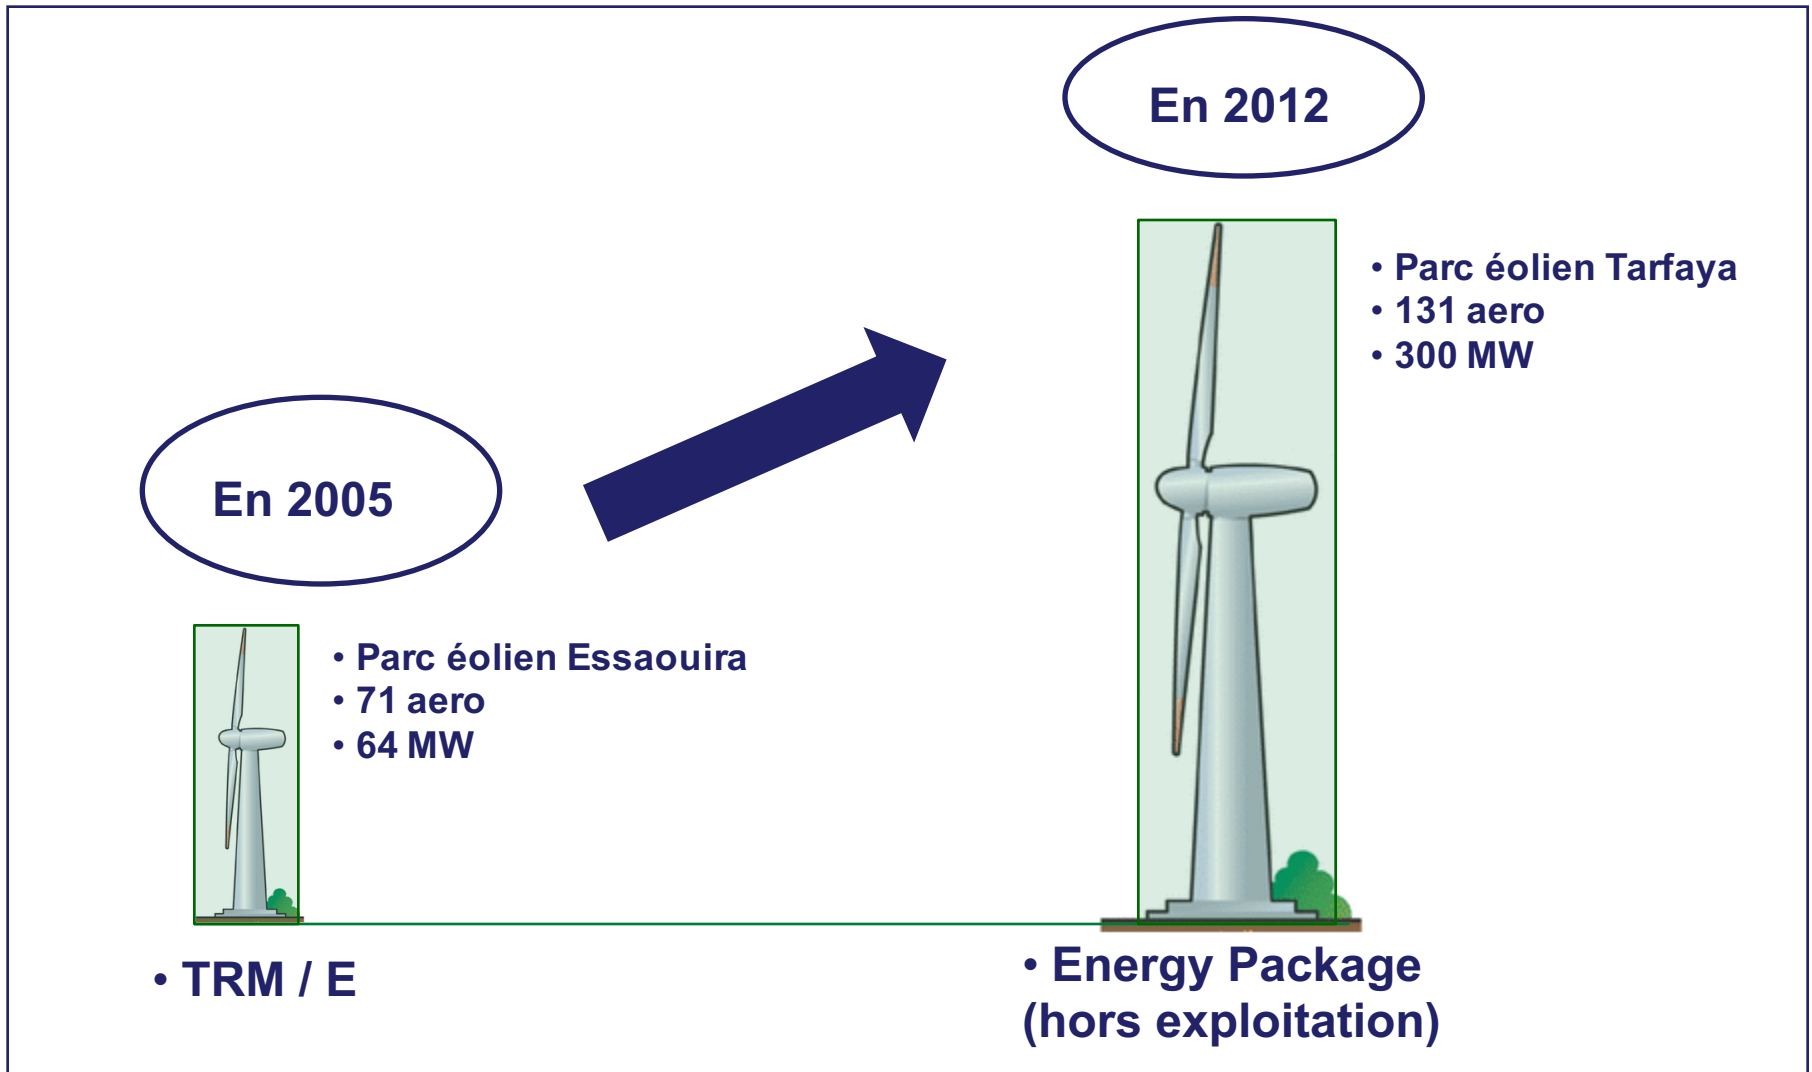 En 2012
• Parc éolien Tarfaya
• 131 aero
• 300 MW
En 2005
• Parc éolien Essaouira
• 71 aero
• 64 MW
• TRM / E
• Energy Package
(hors exploitation)